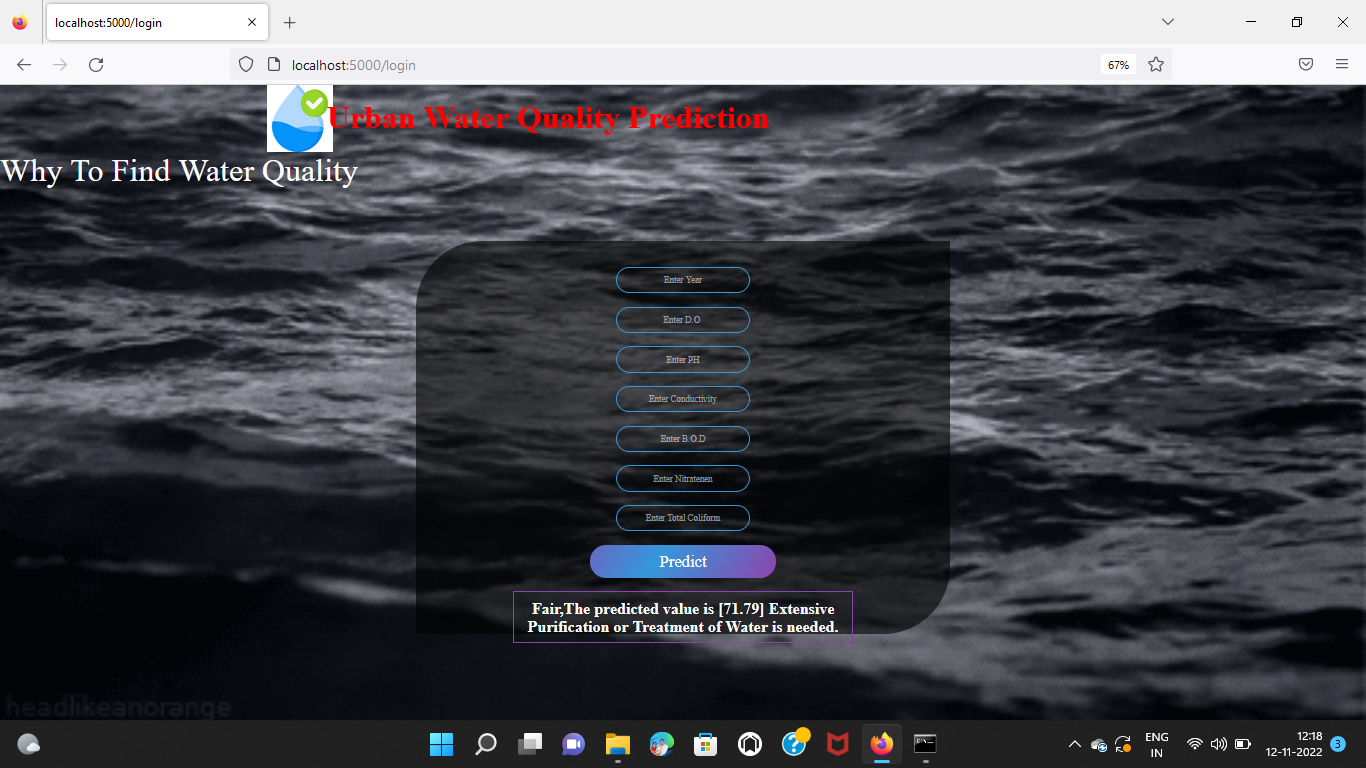 localhost:5000/login
localhost:5000/login
67%
Urban Water Quality Prediction
Why To Find Water Quality
Enter Year
Enter D.O
Enter PH
Enter Conductivity
Enter B.O.D
Enter Nitratenen
Enter Total Coliform
Predict
Fair,The predicted value is [71.79] Extensive
Purification or Treatment of Water is needed.
headlikeanorange
ENG
IN
12:18
12-11-2022
3